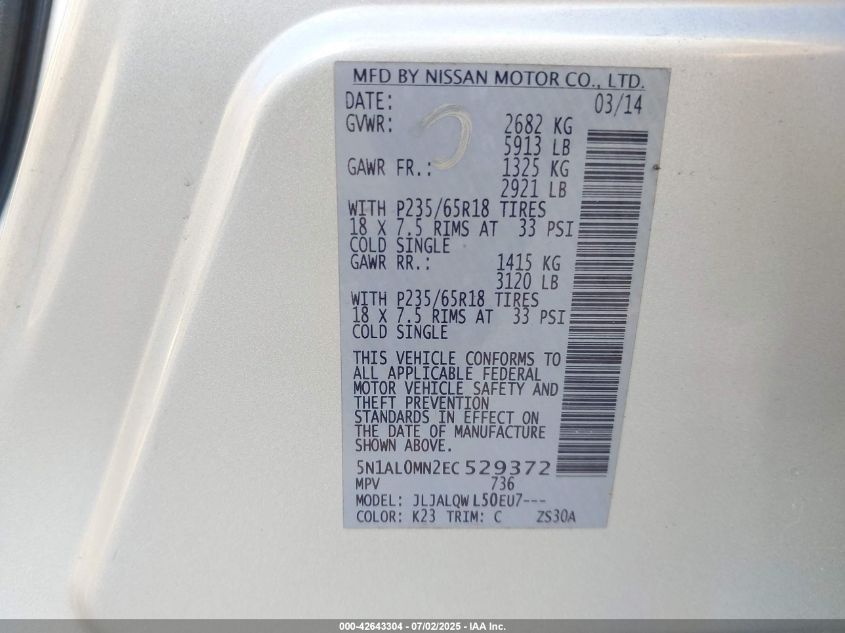 MFD BY NISSAN MOTOR CO., LTD.
DATE: 03/14
GVWR: 2682 KG
5913 LB
GAWR FR.: 1325 KG
2921 LB
WITH P235/65R18 TIRES
18 X 7.5 RIMS AT 33 PSI
COLD SINGLE
GAWR RR.: 1415 KG
3120 LB
WITH P235/65R18 TIRES
18 X 7.5 RIMS AT 33 PSI
COLD SINGLE
THIS VEHICLE CONFORMS TO
ALL APPLICABLE FEDERAL
MOTOR VEHICLE SAFETY AND
THEFT PREVENTION
STANDARDS IN EFFECT ON
THE DATE OF MANUFACTURE
SHOWN ABOVE.
5N1AL0MN2EC529372
MPV 736
MODEL: JLJALQWL50EU7---
COLOR: K23 TRIM: C ZS30A
000-42643304 - 07/02/2025 - IAA Inc.